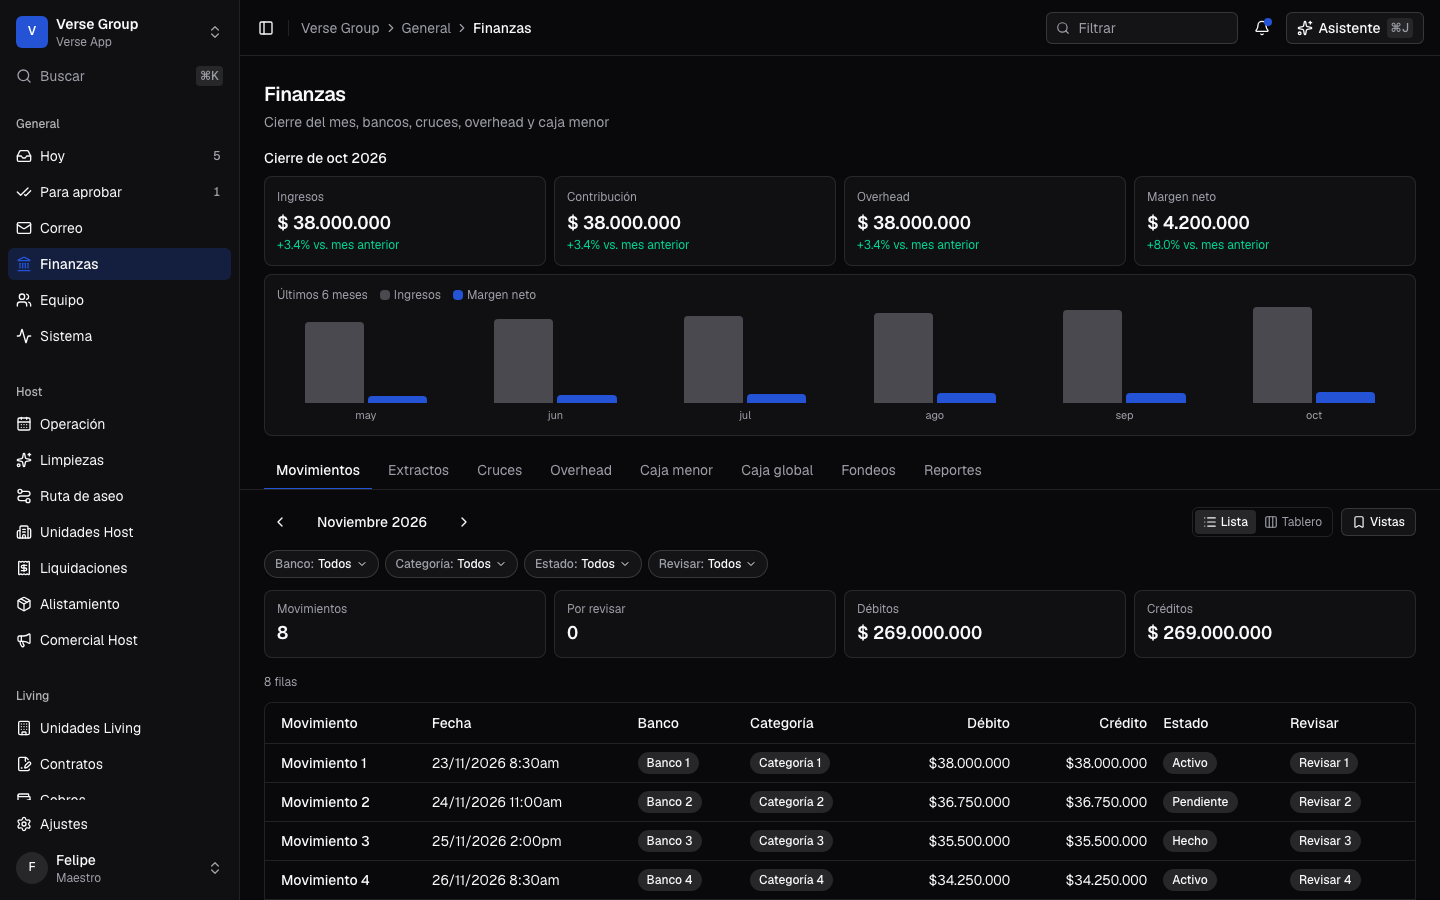 V
Verse Group
Verse App
Buscar ⌘K
General
Hoy 5
Para aprobar 1
Correo
Finanzas
Equipo
Sistema
Host
Operación
Limpiezas
Ruta de aseo
Unidades Host
Liquidaciones
Alistamiento
Comercial Host
Living
Unidades Living
Contratos
Cobros
Ajustes
F
Felipe
Maestro
Verse Group > General > Finanzas
Filtrar
Asistente ⌘J
Finanzas
Cierre del mes, bancos, cruces, overhead y caja menor
Cierre de oct 2026
Ingresos
$ 38.000.000
+3.4% vs. mes anterior
Contribución
$ 38.000.000
+3.4% vs. mes anterior
Overhead
$ 38.000.000
+3.4% vs. mes anterior
Margen neto
$ 4.200.000
+8.0% vs. mes anterior
Últimos 6 meses Ingresos Margen neto
may jun jul ago sep oct
Movimientos Extractos Cruces Overhead Caja menor Caja global Fondeos Reportes
Noviembre 2026
Lista Tablero Vistas
Banco: Todos Categoría: Todos Estado: Todos Revisar: Todos
Movimientos
8
Por revisar
0
Débitos
$ 269.000.000
Créditos
$ 269.000.000
8 filas
Movimiento Fecha Banco Categoría Débito Crédito Estado Revisar
Movimiento 1 23/11/2026 8:30am Banco 1 Categoría 1 $38.000.000 $38.000.000 Activo Revisar 1
Movimiento 2 24/11/2026 11:00am Banco 2 Categoría 2 $36.750.000 $36.750.000 Pendiente Revisar 2
Movimiento 3 25/11/2026 2:00pm Banco 3 Categoría 3 $35.500.000 $35.500.000 Hecho Revisar 3
Movimiento 4 26/11/2026 8:30am Banco 4 Categoría 4 $34.250.000 $34.250.000 Activo Revisar 4